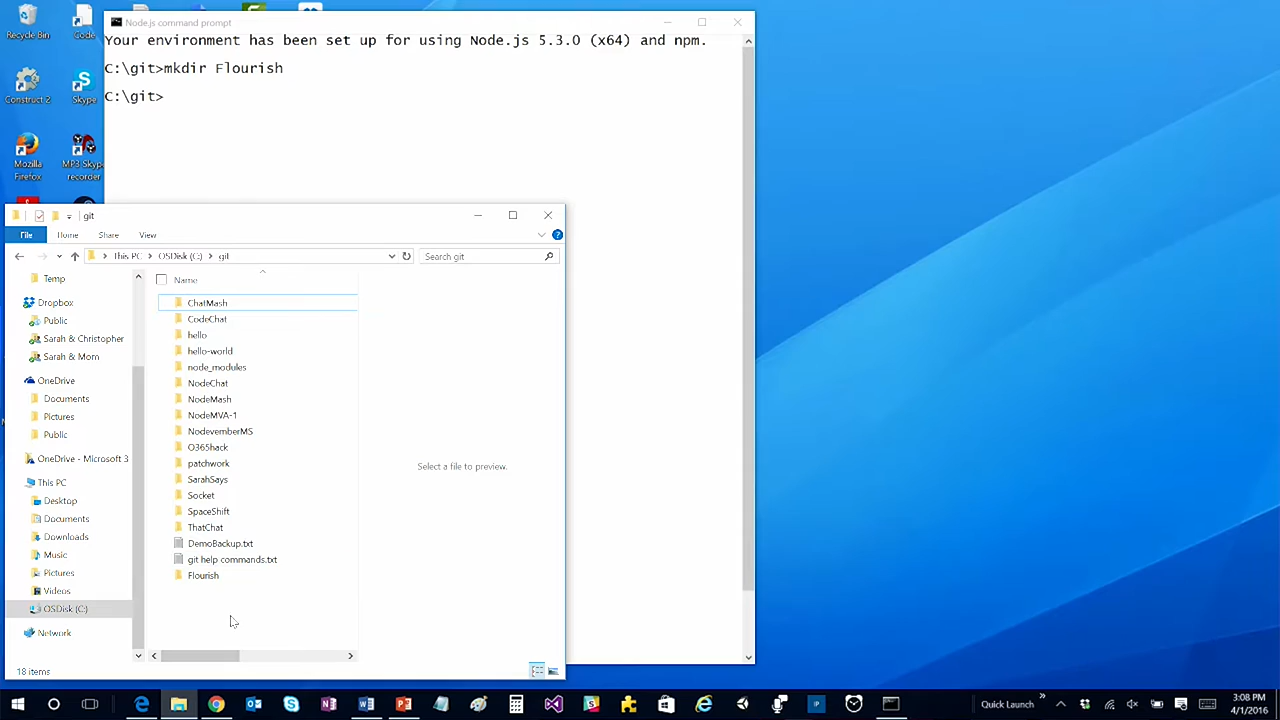 Recycle Bin
Code
Construct 2
Skype
Mozilla
Firefox
MP3 Skype
recorder
Node.js command prompt
Your environment has been set up for using Node.js 5.3.0 (x64) and npm.
C:\git>mkdir Flourish
C:\git>
git
File Home Share View
This PC OSDisk (C:) git
Search git
Temp
Dropbox
Public
Sarah & Christopher
Sarah & Morn
OneDrive
Documents
Pictures
Public
OneDrive - Microsoft 3
This PC
Desktop
Documents
Downloads
Music
Pictures
Videos
OSDisk (C:)
Network
Name
ChatMash
CodeChat
hello
hello-world
node_modules
NodeChat
NodeMash
NodeMVA-1
NodevemberMS
O365hack
patchwork
SarahSays
Socket
SpaceShift
ThatChat
DemoBackup.txt
git help commands.txt
Flourish
Select a file to preview.
18 items
Quick Launch
3:08 PM
4/1/2016